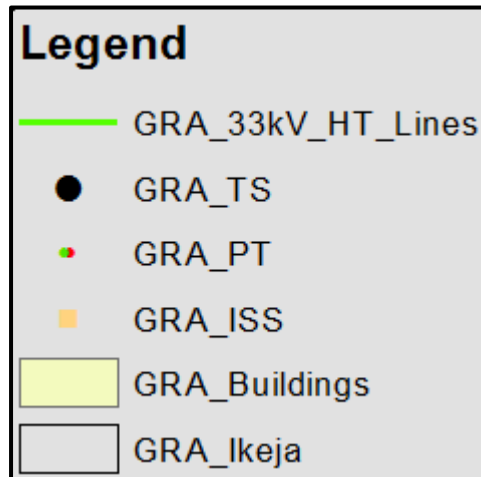 Legend
GRA_33kV_HT_Lines
GRA_TS
GRA_PT
GRA_ISS
GRA_Buildings
GRA_Ikeja